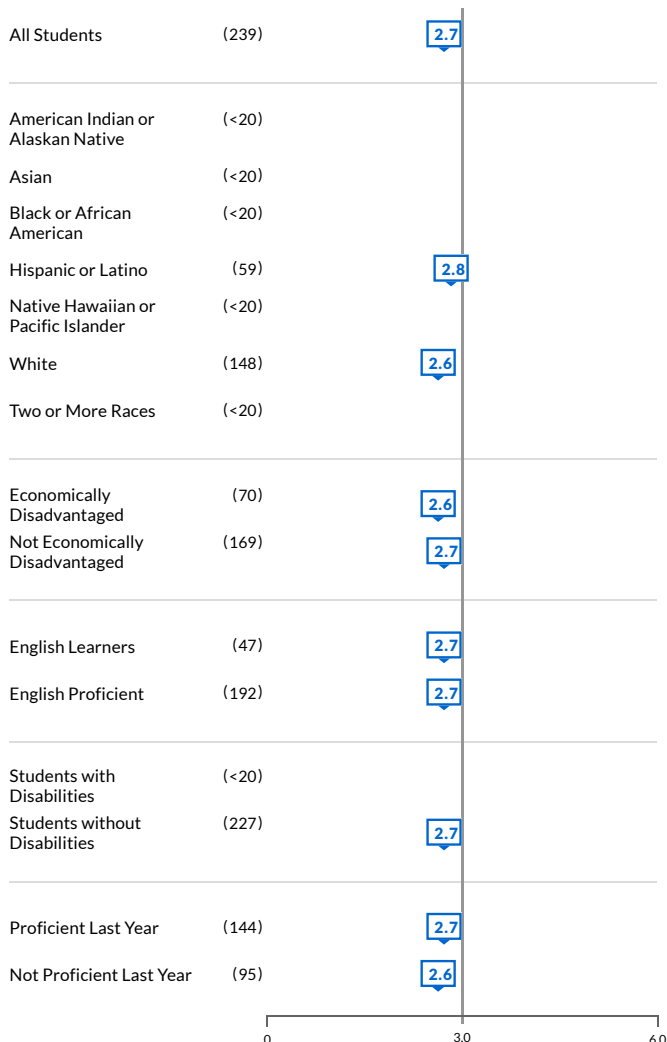 All Students (239) 2.7
American Indian or (<20)
Alaskan Native
Asian (<20)
Black or African (<20)
American
Hispanic or Latino (59) 2.8
Native Hawaiian or (<20)
Pacific Islander
White (148) 2.6
Two or More Races (<20)
Economically (70) 2.6
Disadvantaged
Not Economically (169) 2.7
Disadvantaged
English Learners (47) 2.7
English Proficient (192) 2.7
Students with (<20)
Disabilities
Students without (227) 2.7
Disabilities
Proficient Last Year (144) 2.7
Not Proficient Last Year (95) 2.6
0 3.0 6.0